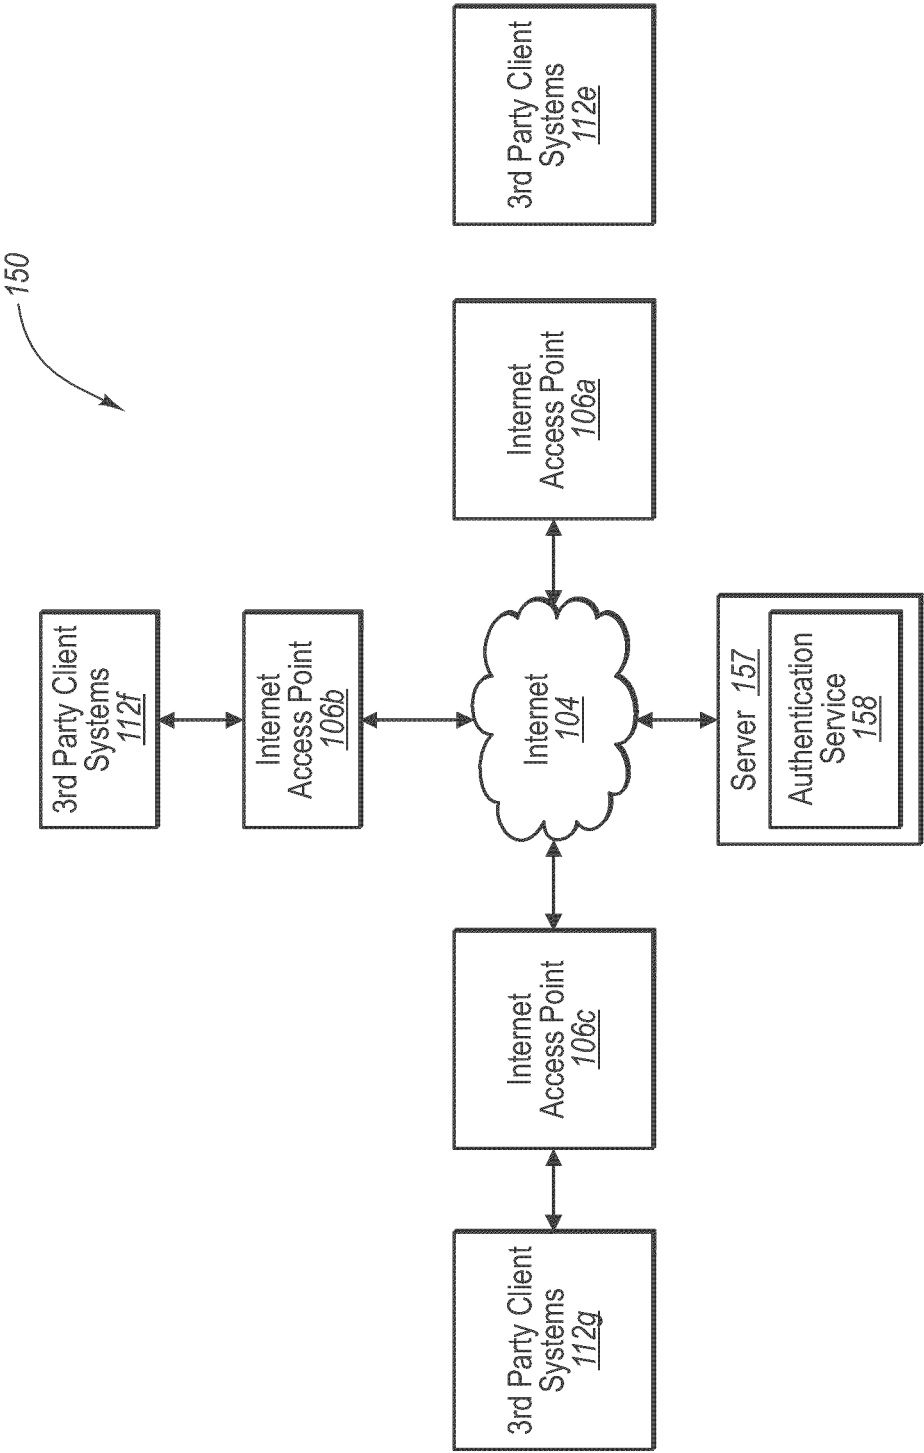 150
3rd Party Client
Systems
112f
Internet
Access Point
106b
3rd Party Client
Systems
112g
Internet
Access Point
106c
Internet
104
Internet
Access Point
106a
3rd Party Client
Systems
112e
Server 157
Authentication
Service
158